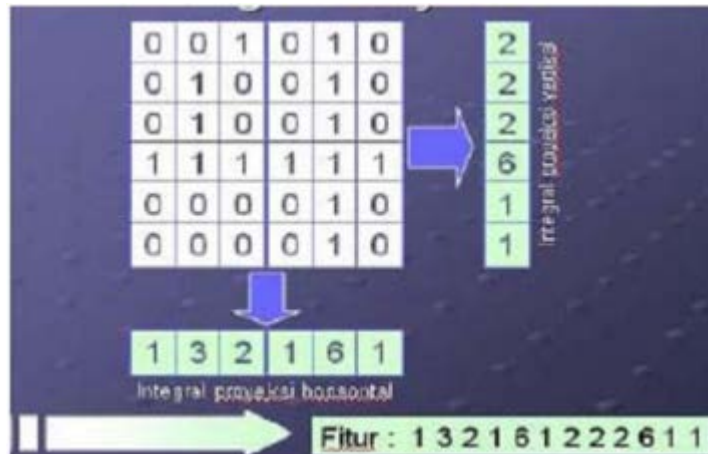 0 0 1 0 1 0
0 1 0 0 1 0
0 1 0 0 1 0
1 1 1 1 1 1
0 0 0 0 1 0
0 0 0 0 1 0
2
2
2
6
1
1
Integral proyeksi vertikal
1 3 2 1 6 1
Integral proyeksi horisontal
Fitur : 1 3 2 1 6 1 2 2 2 6 1 1